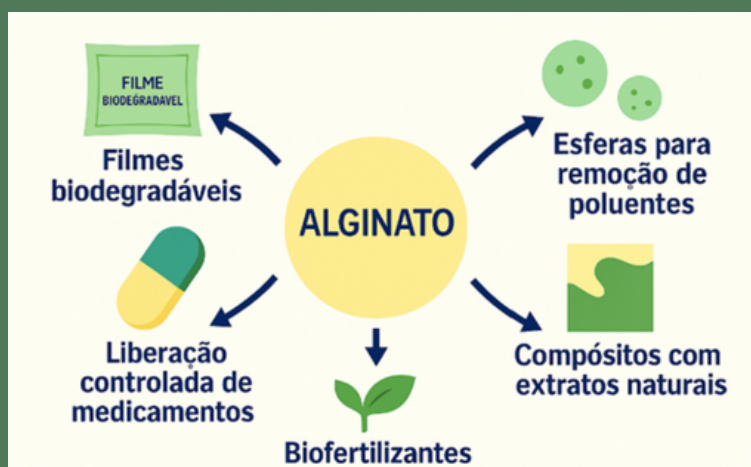 FILME
BIODEGRADAVEL
Filmes
biodegradáveis
ALGINATO
Esferas para
remoção de
poluentes
Liberação
controlada de
medicamentos
Biofertilizantes
Compósitos com
extratos naturais